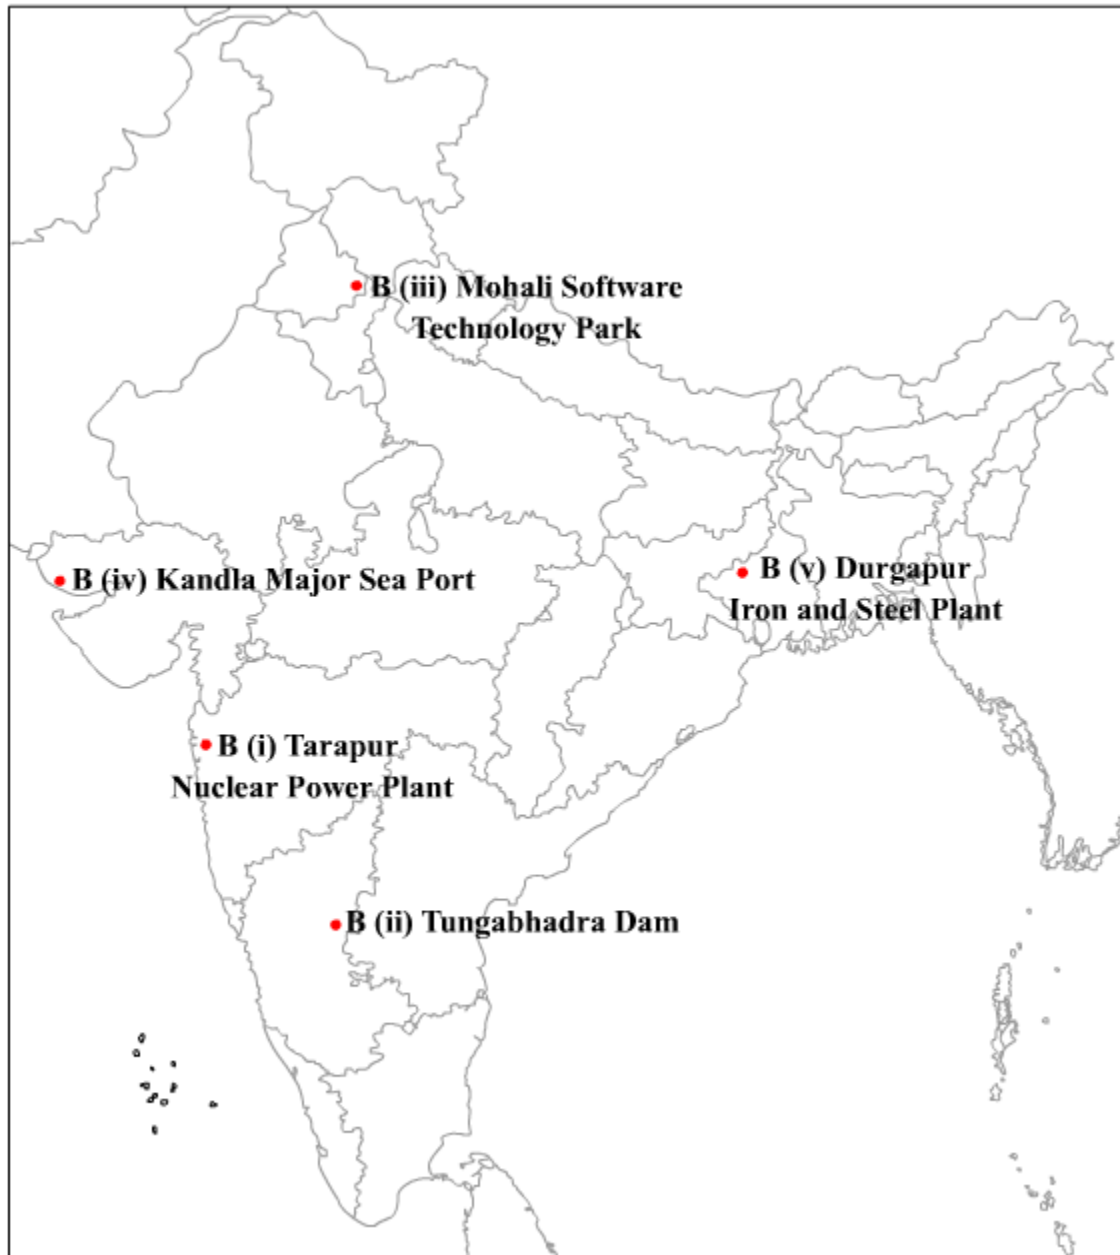 B (iii) Mohali Software
Technology Park
B (iv) Kandla Major Sea Port
B (v) Durgapur
Iron and Steel Plant
B (i) Tarapur
Nuclear Power Plant
B (ii) Tungabhadra Dam